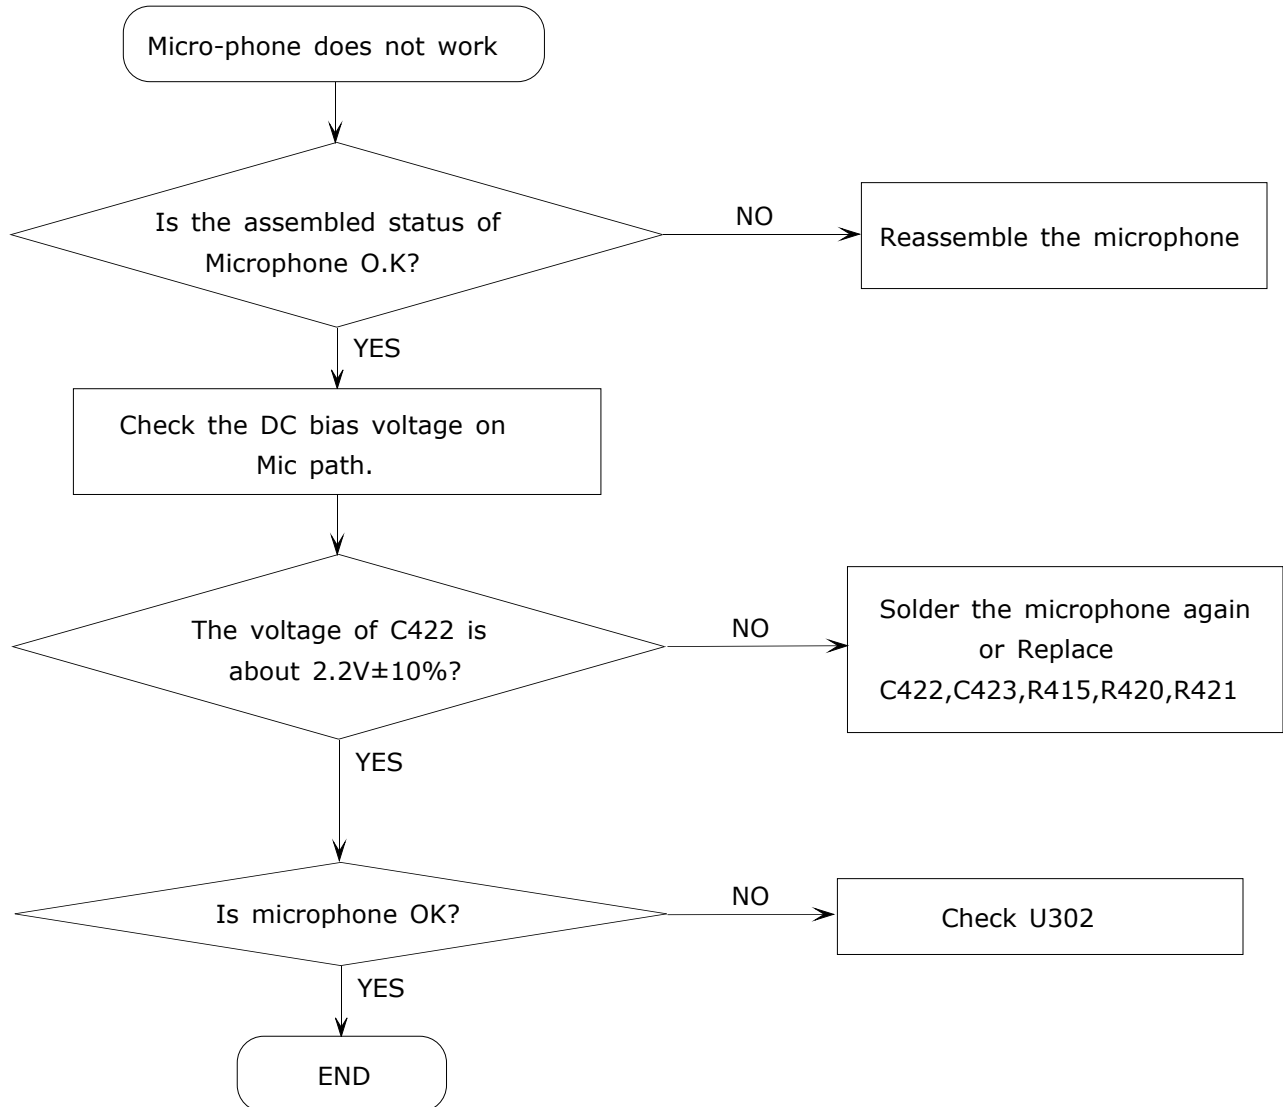 Micro-phone does not work
Is the assembled status of
Microphone O.K?
NO
Reassemble the microphone
YES
Check the DC bias voltage on
Mic path.
The voltage of C422 is
about 2.2V±10%?
NO
Solder the microphone again
or Replace
C422,C423,R415,R420,R421
YES
Is microphone OK?
NO
Check U302
YES
END